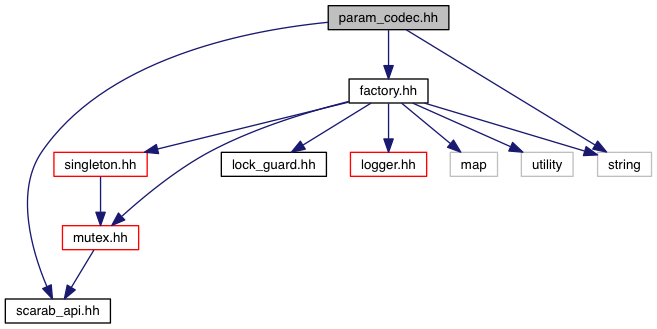 param_codec.hh
factory.hh
singleton.hh
lock_guard.hh
logger.hh
map
utility
string
mutex.hh
scarab_api.hh